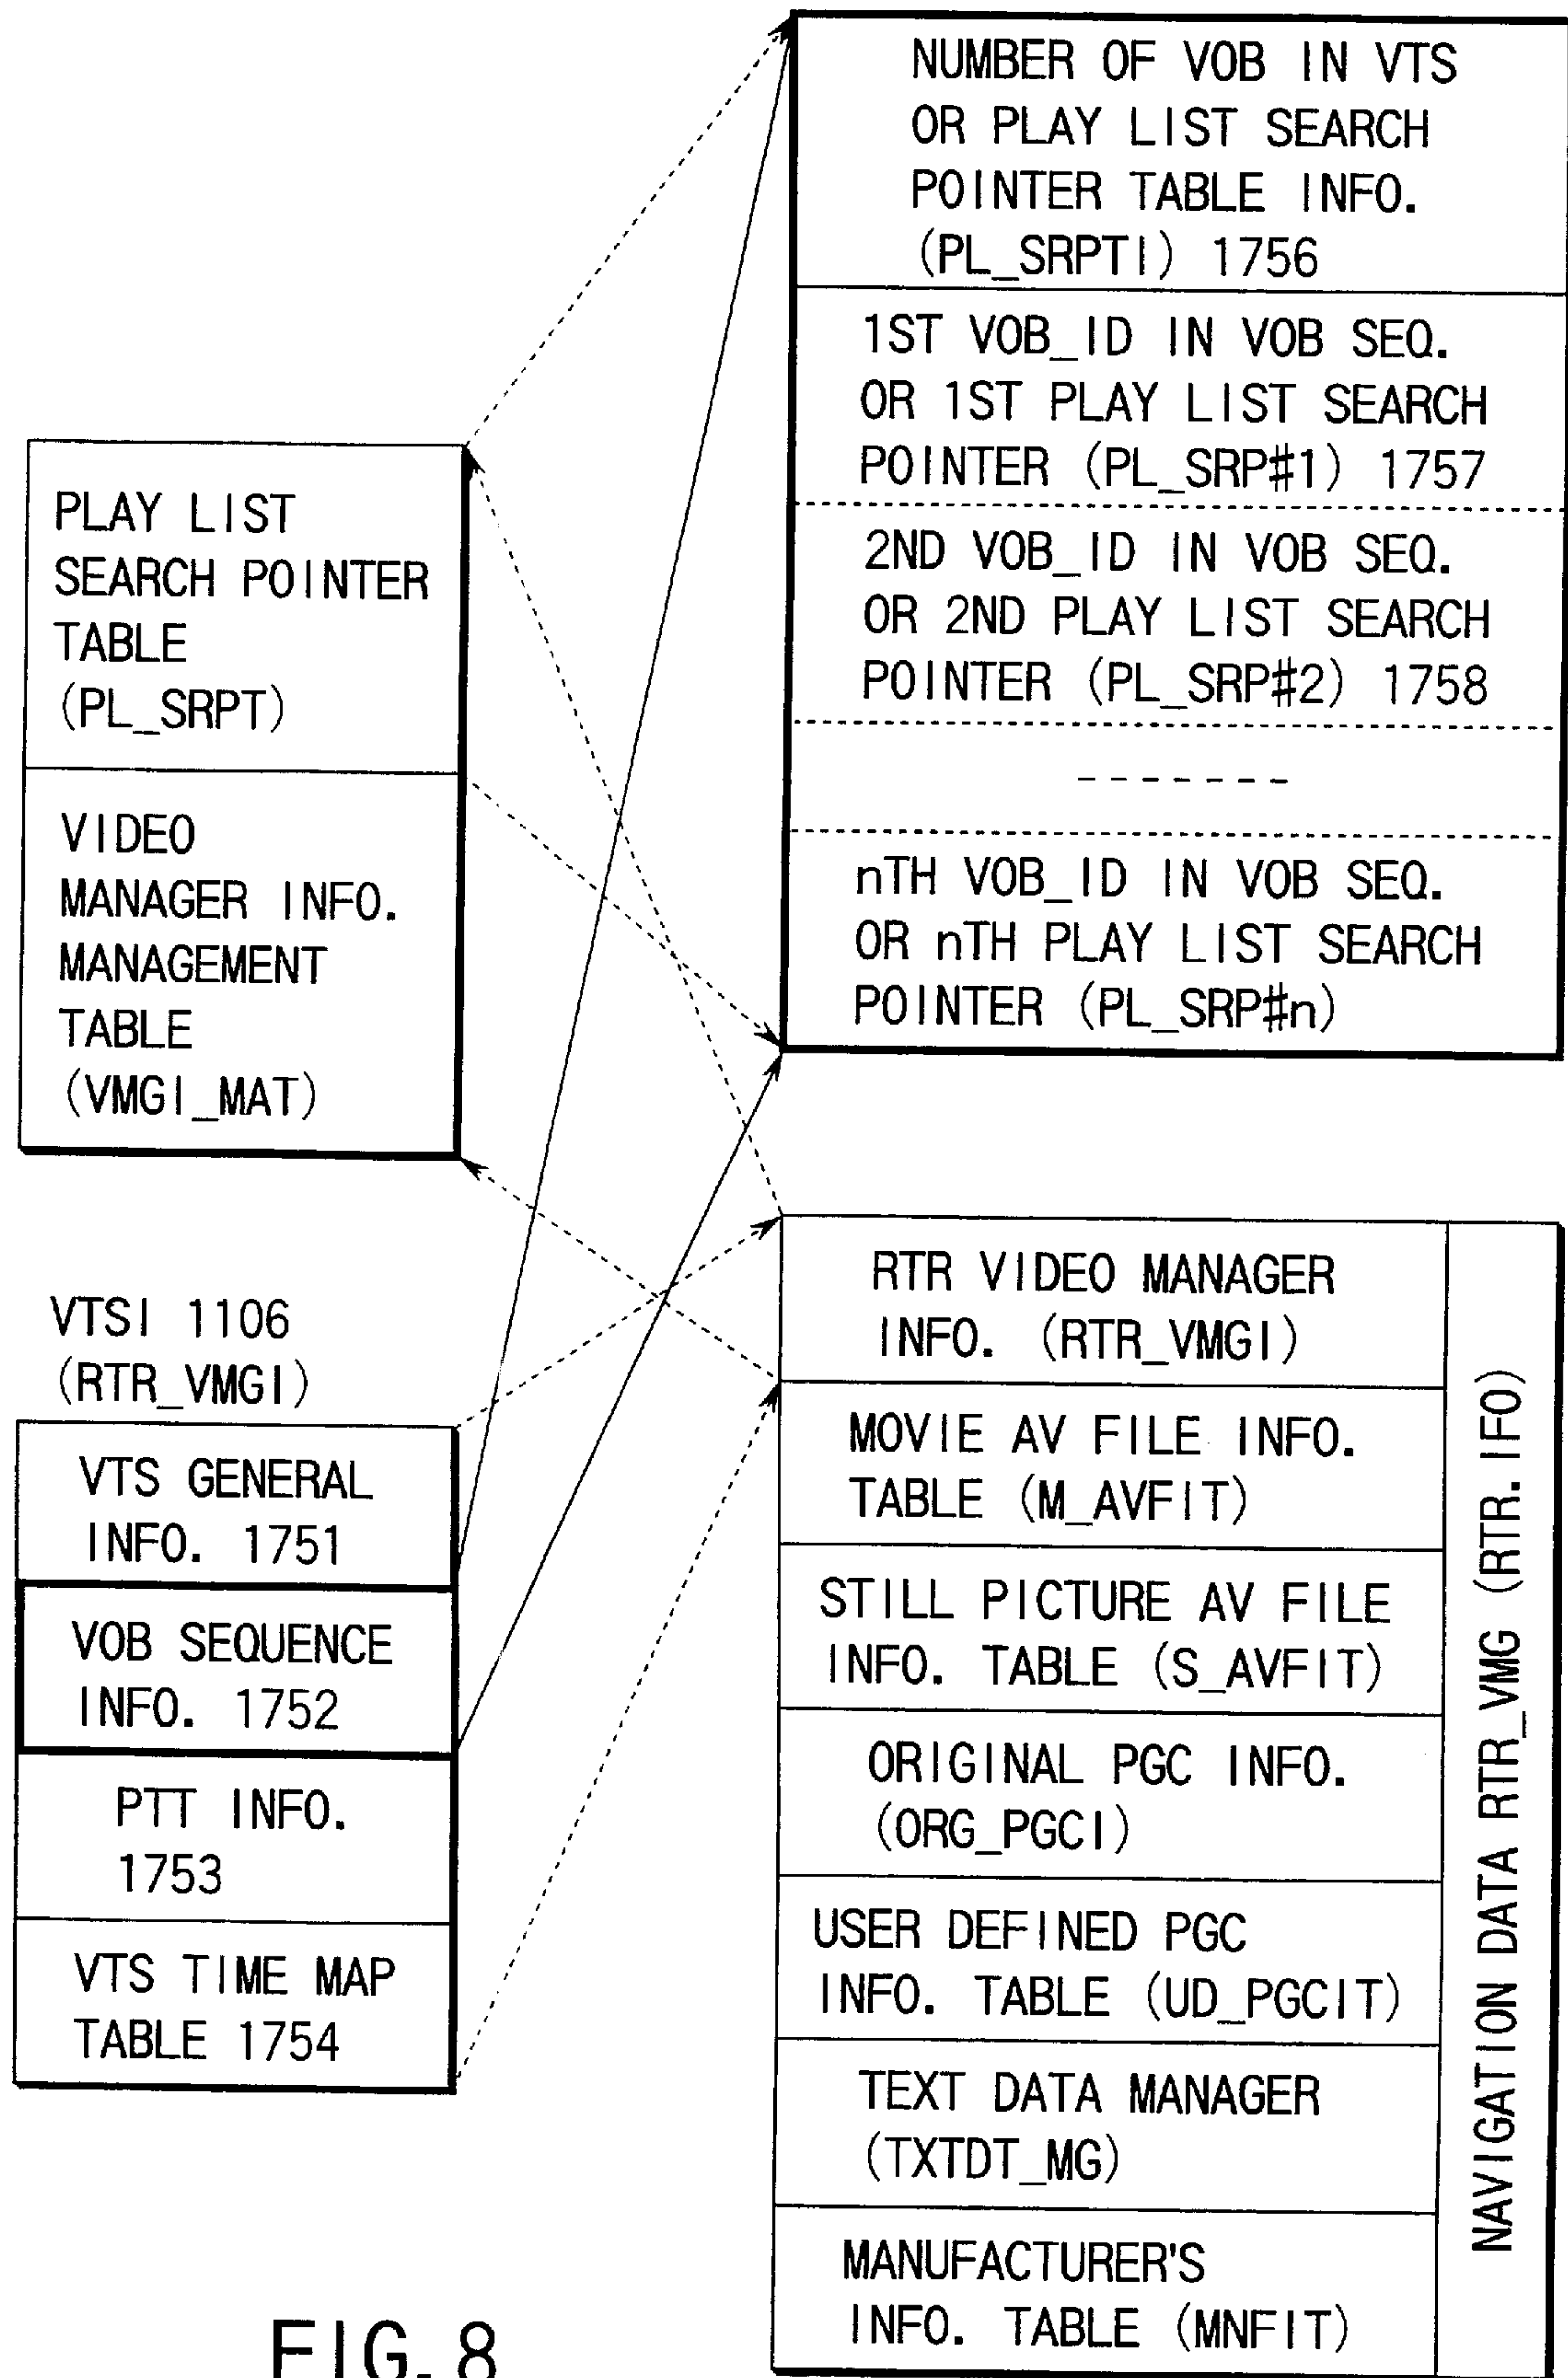 NUMBER OF VOB IN VTS
OR PLAY LIST SEARCH
POINTER TABLE INFO.
(PL_SRPTI) 1756
1ST VOB_ID IN VOB SEQ.
OR 1ST PLAY LIST SEARCH
POINTER (PL_SRP#1) 1757
2ND VOB_ID IN VOB SEQ.
OR 2ND PLAY LIST SEARCH
POINTER (PL_SRP#2) 1758
-------
nTH VOB_ID IN VOB SEQ.
OR nTH PLAY LIST SEARCH
POINTER (PL_SRP#n)
PLAY LIST
SEARCH POINTER
TABLE
(PL_SRPT)
VIDEO
MANAGER INFO.
MANAGEMENT
TABLE
(VMGI_MAT)
VTSI 1106
(RTR_VMGI)
VTS GENERAL
INFO. 1751
VOB SEQUENCE
INFO. 1752
PTT INFO.
1753
VTS TIME MAP
TABLE 1754
RTR VIDEO MANAGER
INFO. (RTR_VMGI)
MOVIE AV FILE INFO.
TABLE (M_AVFIT)
STILL PICTURE AV FILE
INFO. TABLE (S_AVFIT)
ORIGINAL PGC INFO.
(ORG_PGCI)
USER DEFINED PGC
INFO. TABLE (UD_PGCIT)
TEXT DATA MANAGER
(TXTDT_MG)
MANUFACTURER'S
INFO. TABLE (MNFIT)
NAVIGATION DATA RTR_VMG (RTR. IFO)
FIG. 8